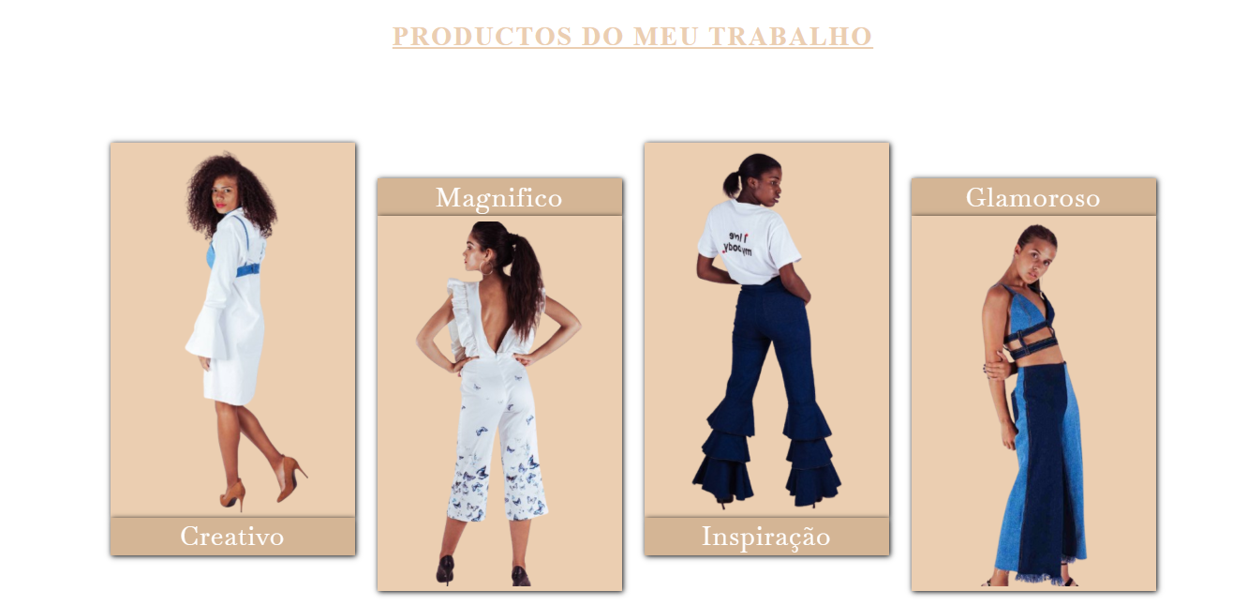 PRODUCTOS DO MEU TRABALHO
Creativo
Magnifico
Inspiração
Glamoroso